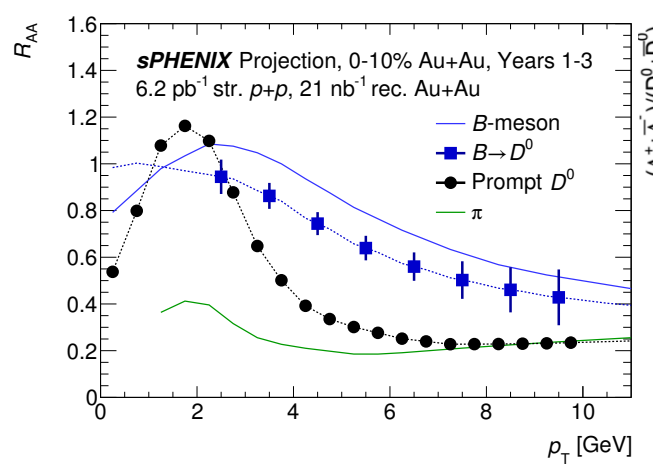 R_AA
sPHENIX Projection, 0-10% Au+Au, Years 1-3
6.2 pb⁻¹ str. p+p, 21 nb⁻¹ rec. Au+Au
B-meson
B→D⁰
Prompt D⁰
π
1.6
1.4
1.2
1
0.8
0.6
0.4
0.2
0
0 2 4 6 8 10
p_T [GeV]